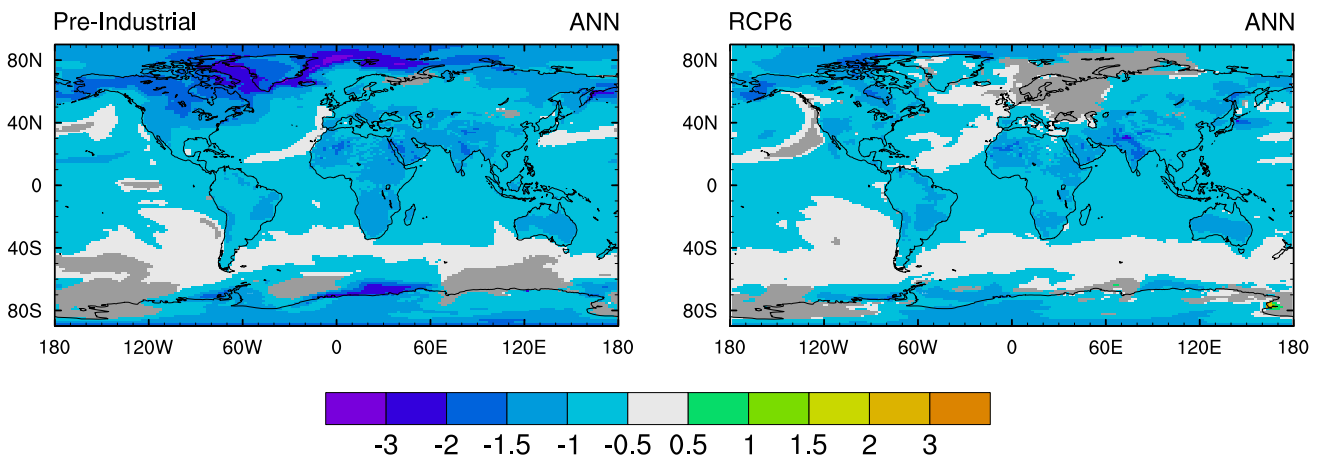 Pre-Industrial ANN RCP6 ANN
80N 80N
40N 40N
0 0
40S 40S
80S 80S
180 120W 60W 0 60E 120E 180 180 120W 60W 0 60E 120E 180
-3 -2 -1.5 -1 -0.5 0.5 1 1.5 2 3